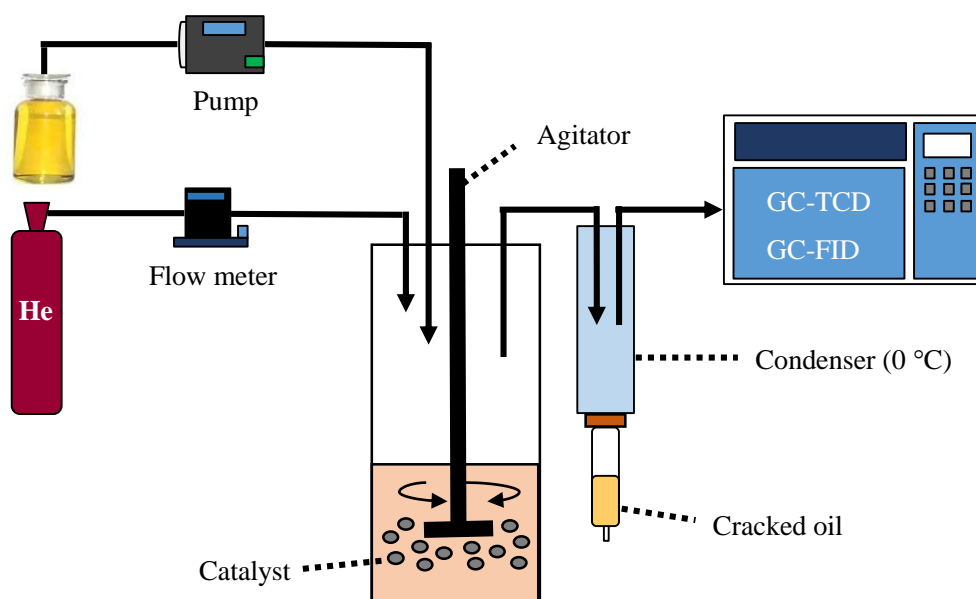 Pump
Agitator
GC-TCD
GC-FID
Flow meter
He
Condenser (0 °C)
Cracked oil
Catalyst